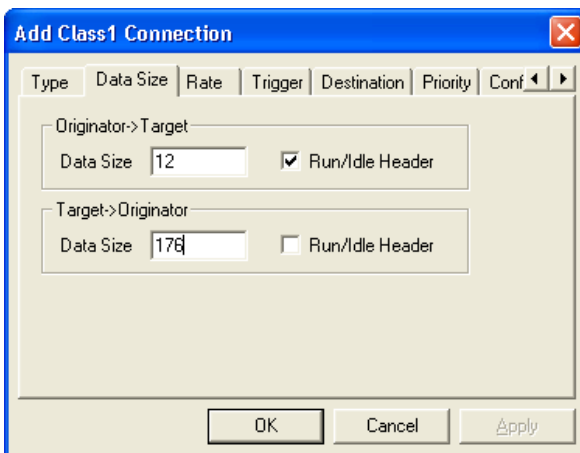 Add Class1 Connection
Type Data Size Rate Trigger Destination Priority Conf
Originator->Target
Data Size 12 Run/Idle Header
Target->Originator
Data Size 176 Run/Idle Header
OK Cancel Apply